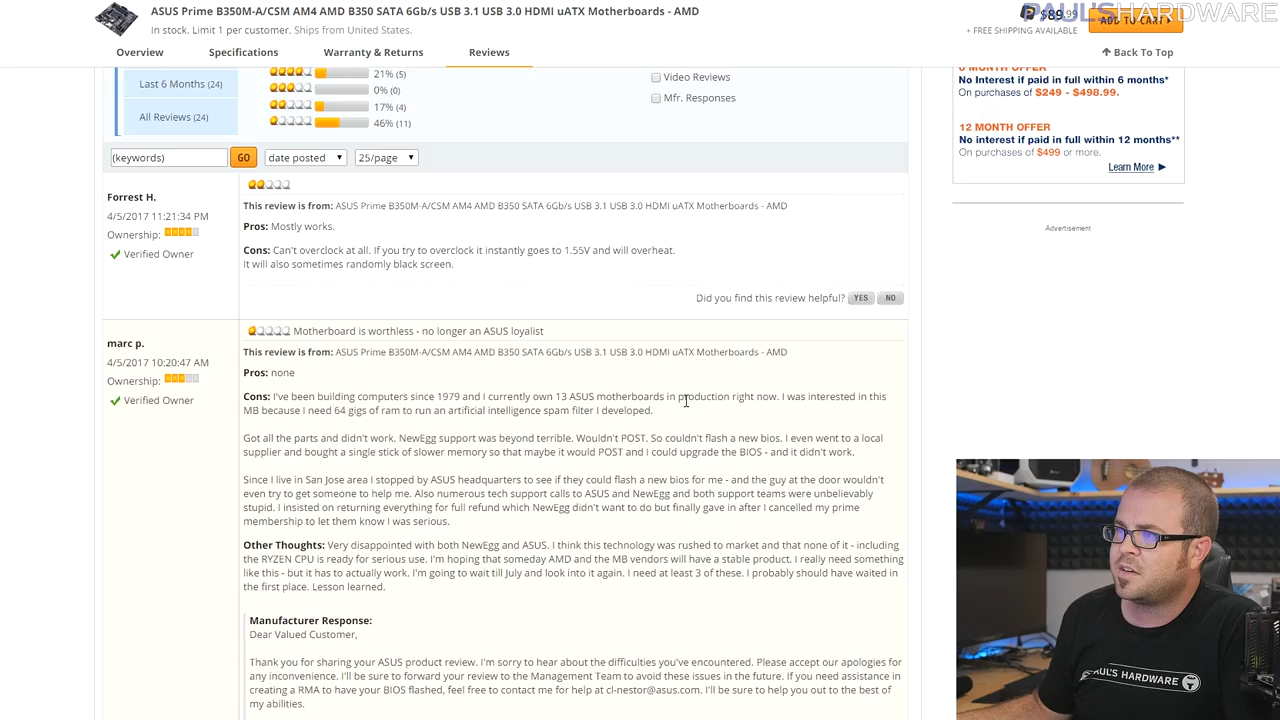 ASUS Prime B350M-A/CSM AM4 AMD B350 SATA 6Gb/s USB 3.1 USB 3.0 HDMI uATX Motherboards - AMD
In stock. Limit 1 per customer. Ships from United States.
PAUL'S HARDWARE
$89.99
+ FREE SHIPPING AVAILABLE
ADD TO CART
Overview
Specifications
Warranty & Returns
Reviews
Back To Top
Last 6 Months (24)
All Reviews (24)
21% (5)
0% (0)
17% (4)
46% (11)
Video Reviews
Mfr. Responses
6 MONTH OFFER
No Interest if paid in full within 6 months*
On purchases of $249 - $498.99.
12 MONTH OFFER
No interest if paid in full within 12 months**
On purchases of $499 or more.
Learn More
Advertisement
(keywords)
GO
date posted
25/page
Forrest H.
4/5/2017 11:21:34 PM
Ownership:
Verified Owner
This review is from: ASUS Prime B350M-A/CSM AM4 AMD B350 SATA 6Gb/s USB 3.1 USB 3.0 HDMI uATX Motherboards - AMD
Pros: Mostly works.
Cons: Can't overclock at all. If you try to overclock it instantly goes to 1.55V and will overheat.
It will also sometimes randomly black screen.
Did you find this review helpful? YES NO
marc p.
4/5/2017 10:20:47 AM
Ownership:
Verified Owner
Motherboard is worthless - no longer an ASUS loyalist
This review is from: ASUS Prime B350M-A/CSM AM4 AMD B350 SATA 6Gb/s USB 3.1 USB 3.0 HDMI uATX Motherboards - AMD
Pros: none
Cons: I've been building computers since 1979 and I currently own 13 ASUS motherboards in production right now. I was interested in this
MB because I need 64 gigs of ram to run an artificial intelligence spam filter I developed.
Got all the parts and didn't work. NewEgg support was beyond terrible. Wouldn't POST. So couldn't flash a new bios. I even went to a local
supplier and bought a single stick of slower memory so that maybe it would POST and I could upgrade the BIOS - and it didn't work.
Since I live in San Jose area I stopped by ASUS headquarters to see if they could flash a new bios for me - and the guy at the door wouldn't
even try to get someone to help me. Also numerous tech support calls to ASUS and NewEgg and both support teams were unbelievably
stupid. I insisted on returning everything for full refund which NewEgg didn't want to do but finally gave in after I cancelled my prime
membership to let them know I was serious.
Other Thoughts: Very disappointed with both NewEgg and ASUS. I think this technology was rushed to market and that none of it - including
the RYZEN CPU is ready for serious use. I'm hoping that someday AMD and the MB vendors will have a stable product. I really need something
like this - but it has to actually work. I'm going to wait till July and look into it again. I need at least 3 of these. I probably should have waited in
the first place. Lesson learned.
Manufacturer Response:
Dear Valued Customer,
Thank you for sharing your ASUS product review. I'm sorry to hear about the difficulties you've encountered. Please accept our apologies for
any inconvenience. I'll be sure to forward your review to the Management Team to avoid these issues in the future. If you need assistance in
creating a RMA to have your BIOS flashed, feel free to contact me for help at cl-nestor@asus.com. I'll be sure to help you out to the best of
my abilities.
PAUL'S HARDWARE